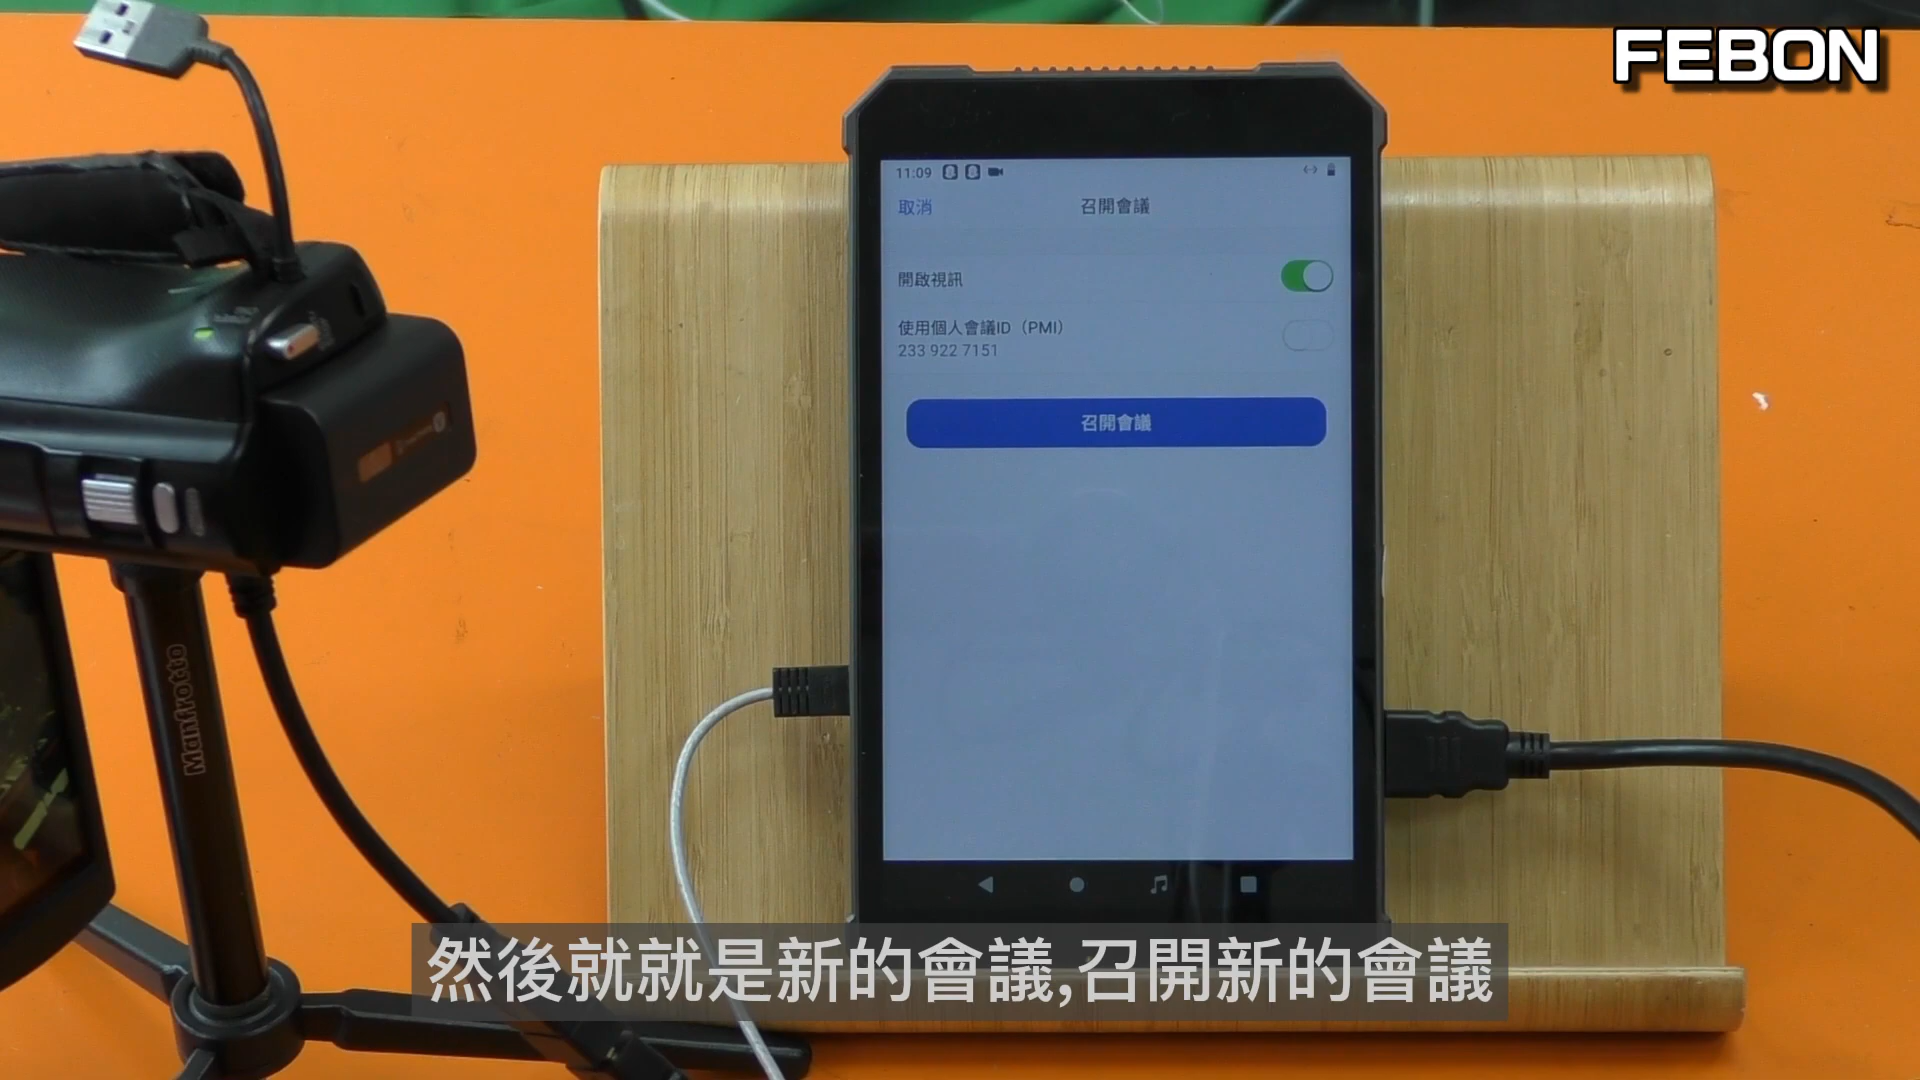 FEBON
11:09
取消
召開會議
開啟視訊
使用個人會議ID（PMI）
233 922 7151
召開會議
Manfrotto
然後就就是新的會議,召開新的會議